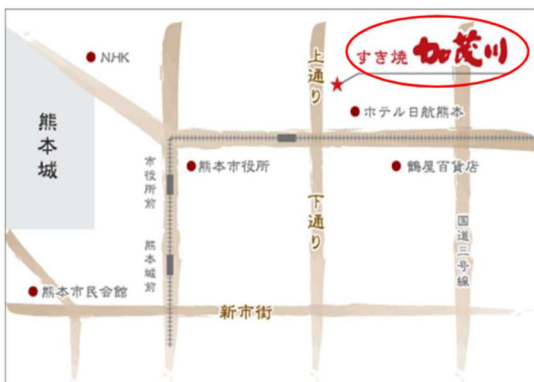 NHK
上通り
すき焼 加茂川
ホテル日航熊本
熊本城
市役所前
熊本市役所
鶴屋百貨店
下通り
国道三号線
熊本城前
熊本市民会館
新市街